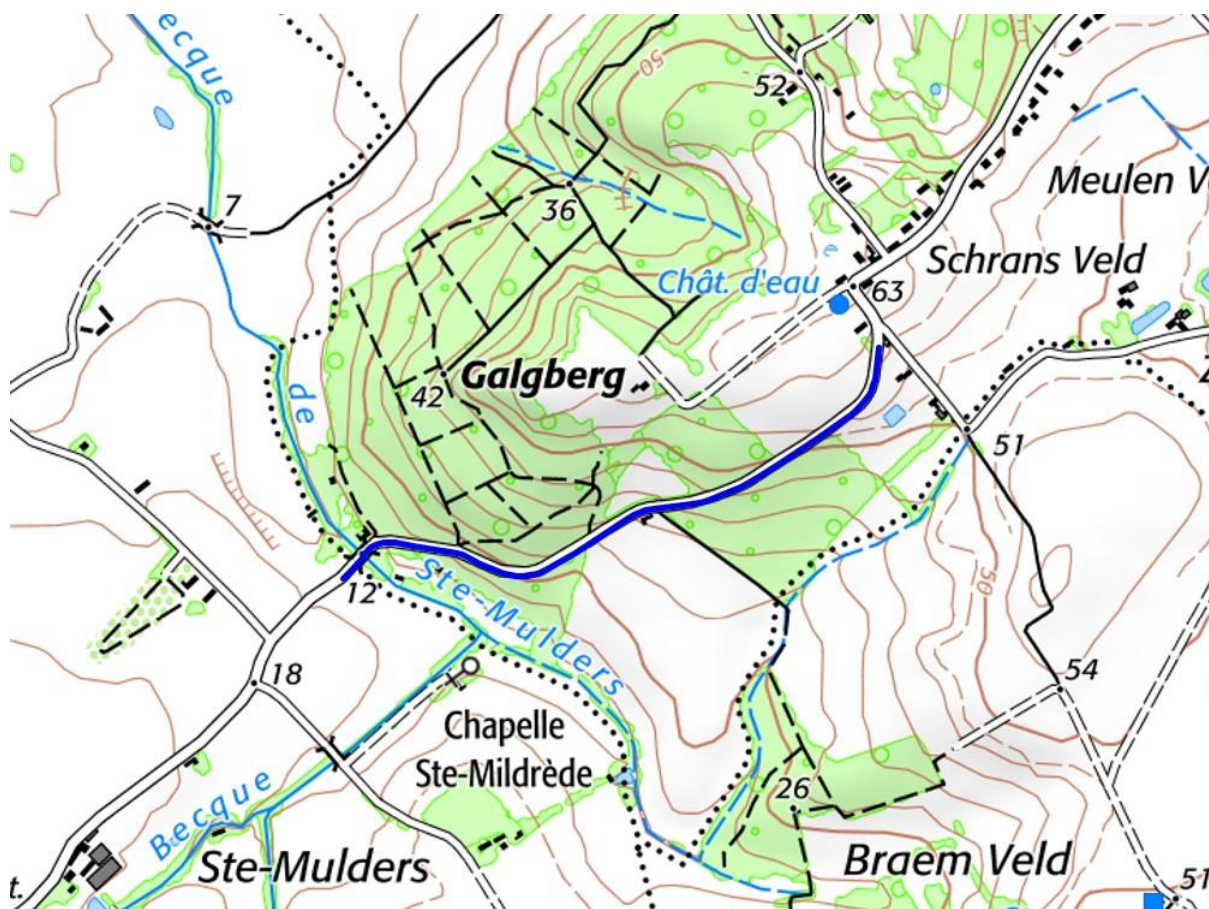 ecque
50
52
Meulen V
7
36
Schrans Veld
Chât. d'eau
63
de
Galgberg
42
51
12
Ste-Mulders
50
18
54
Chapelle
Ste-Mildrède
26
Becque
Ste-Mulders
Braem Veld
t.
51